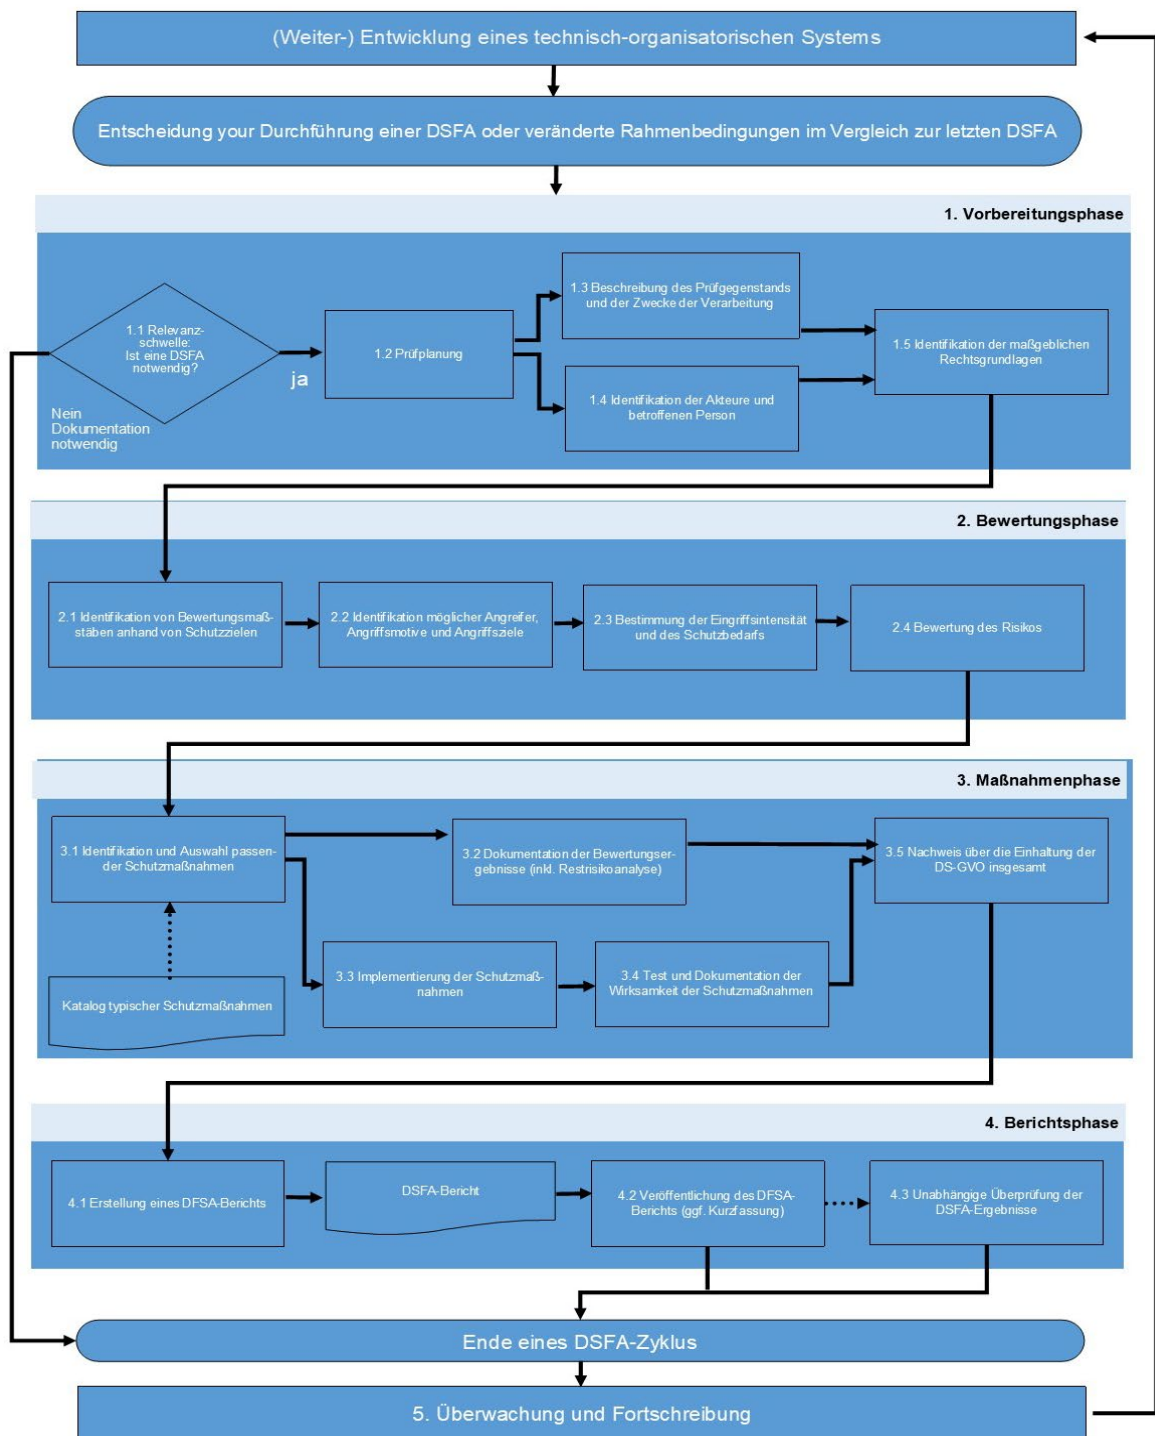 (Weiter-) Entwicklung eines technisch-organisatorischen Systems
Entscheidung your Durchführung einer DSFA oder veränderte Rahmenbedingungen im Vergleich zur letzten DSFA
1. Vorbereitungsphase
1.1 Relevanz-
schwelle:
Ist eine DSFA
notwendig?
ja
Nein
Dokumentation
notwendig
1.2 Prüfplanung
1.3 Beschreibung des Prüfgegenstands
und der Zwecke der Verarbeitung
1.4 Identifikation der Akteure und
betroffenen Person
1.5 Identifikation der maßgeblichen
Rechtsgrundlagen
2. Bewertungsphase
2.1 Identifikation von Bewertungsmaß-
stäben anhand von Schutzzielen
2.2 Identifikation möglicher Angreifer,
Angriffsmotive und Angriffsziele
2.3 Bestimmung der Eingriffsintensität
und des Schutzbedarfs
2.4 Bewertung des Risikos
3. Maßnahmenphase
3.1 Identifikation und Auswahl passen-
der Schutzmaßnahmen
3.2 Dokumentation der Bewertungser-
gebnisse (inkl. Restrisikoanalyse)
3.5 Nachweis über die Einhaltung der
DS-GVO insgesamt
Katalog typischer Schutzmaßnahmen
3.3 Implementierung der Schutzmaß-
nahmen
3.4 Test und Dokumentation der
Wirksamkeit der Schutzmaßnahmen
4. Berichtsphase
4.1 Erstellung eines DFSA-Berichts
DSFA-Bericht
4.2 Veröffentlichung des DFSA-
Berichts (ggf. Kurzfassung)
4.3 Unabhängige Überprüfung der
DSFA-Ergebnisse
Ende eines DSFA-Zyklus
5. Überwachung und Fortschreibung